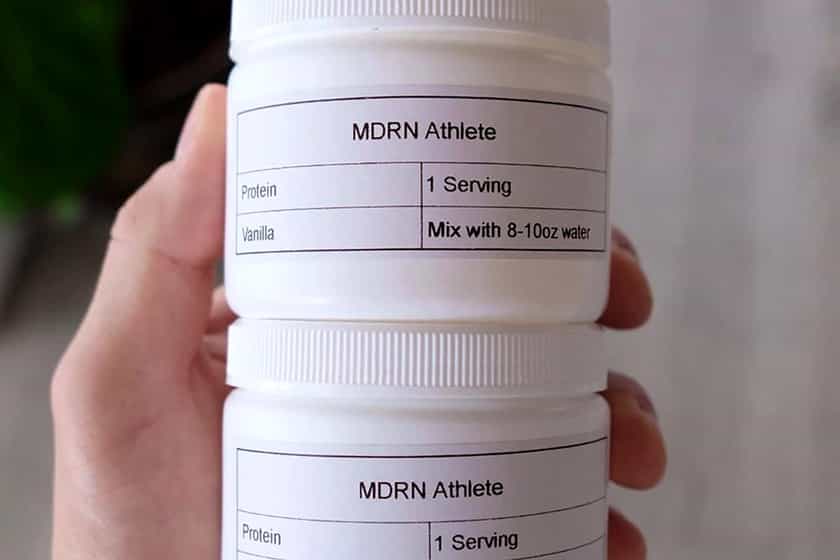 MDRN Athlete
Protein 1 Serving
Vanilla Mix with 8-10oz water
MDRN Athlete
Protein 1 Serving